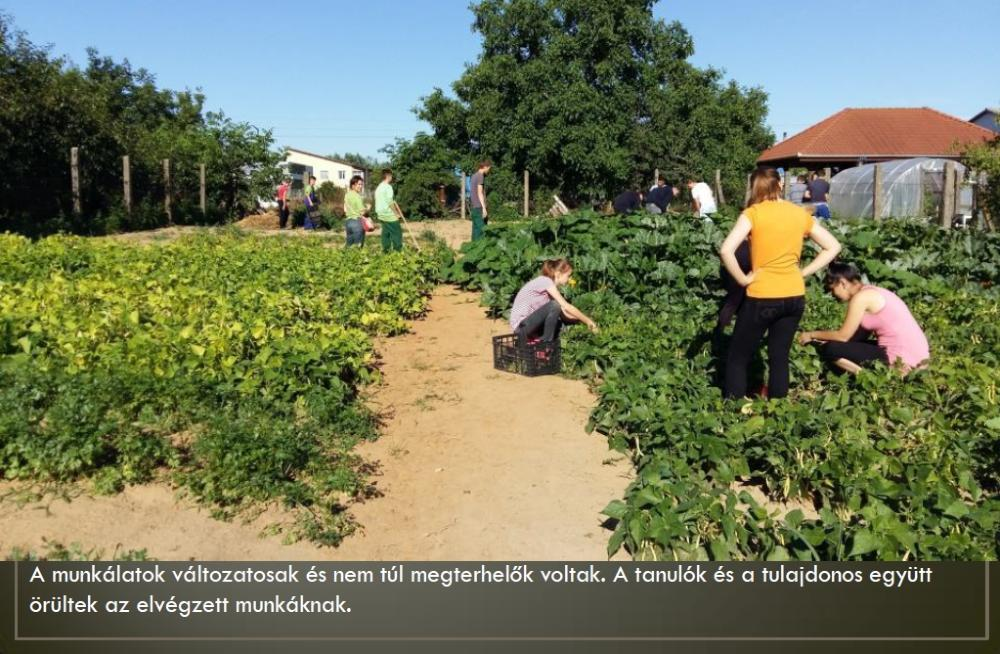 A munkálatok változatosak és nem túl megterhelők voltak. A tanulók és a tulajdonos együtt
örültek az elvégzett munkáknak.